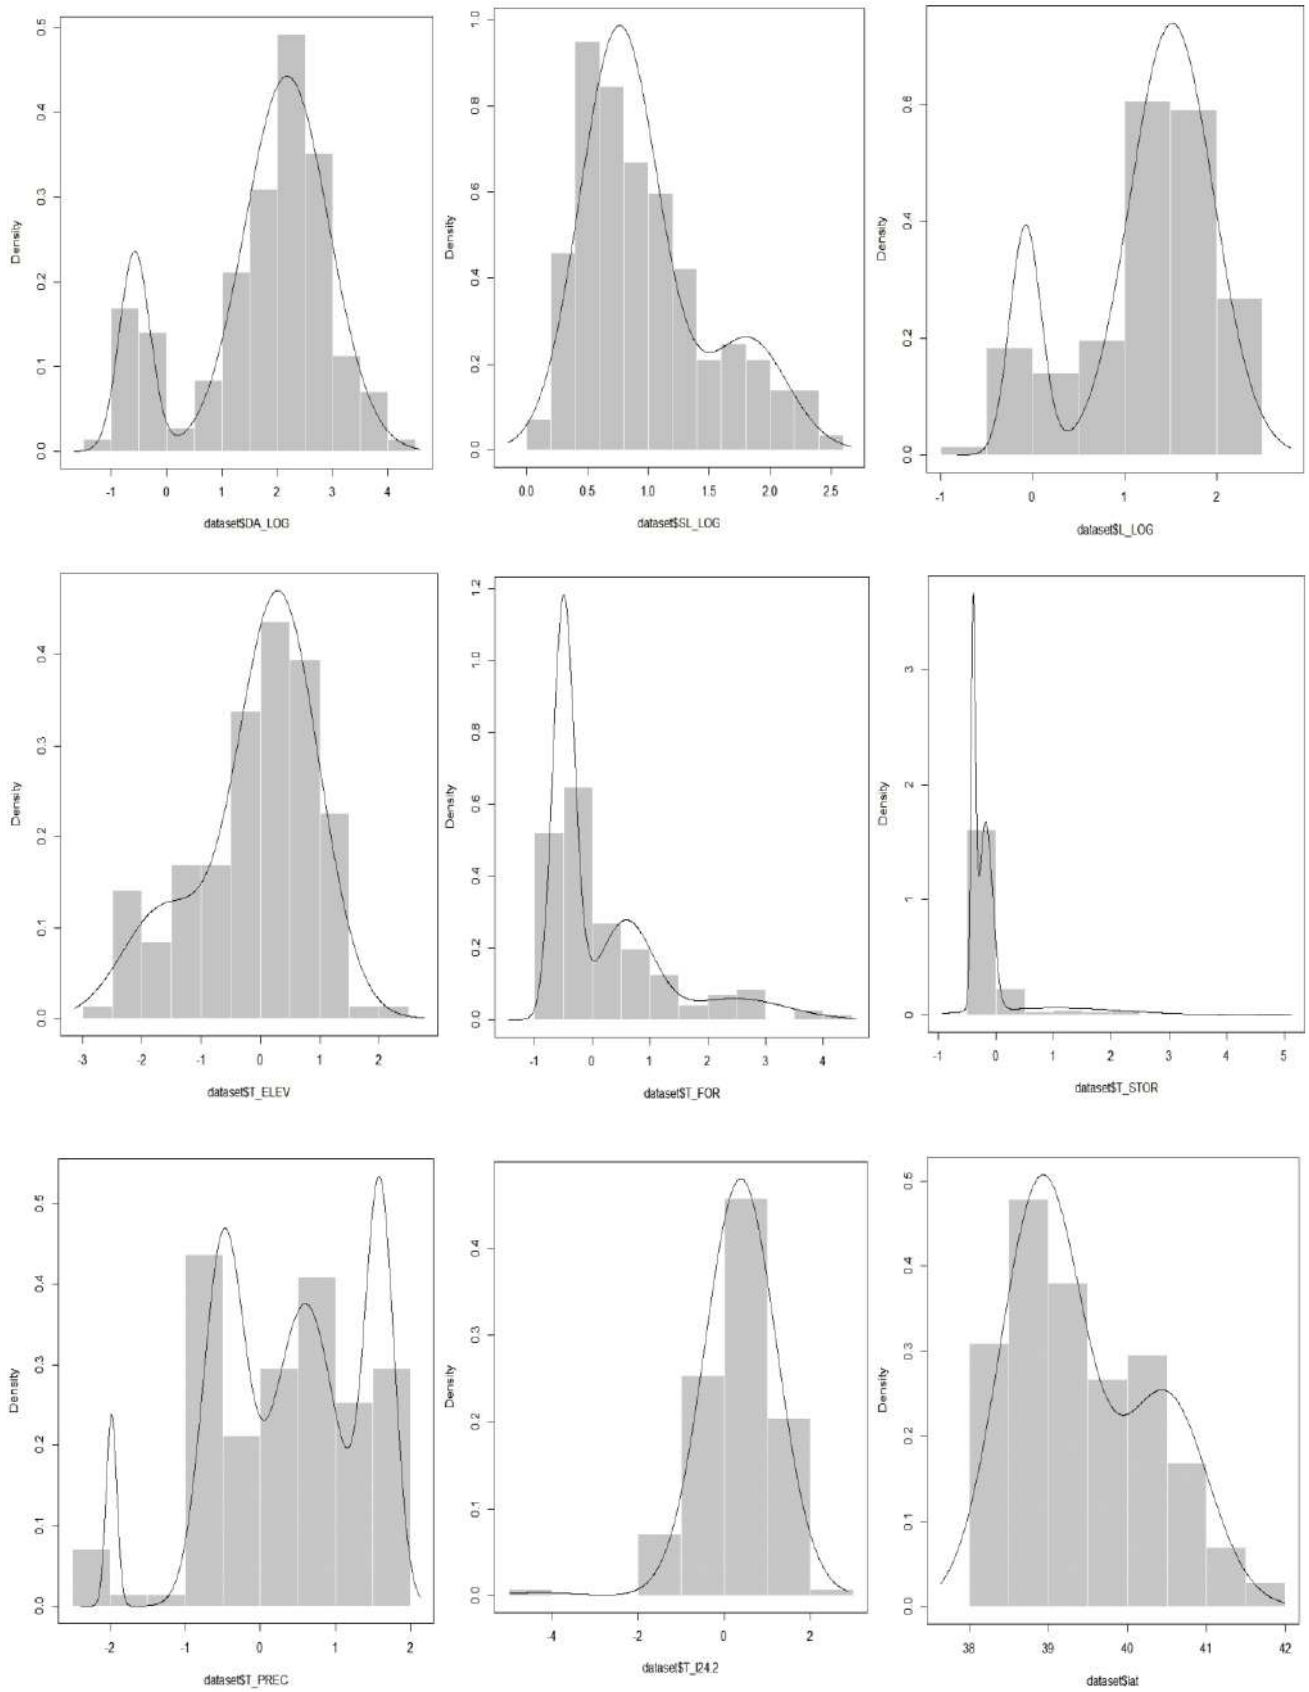 Density
0.0 0.1 0.2 0.3 0.4 0.5
-1 0 1 2 3 4
dataset$DA_LOG
Density
0.0 0.2 0.4 0.6 0.8 1.0
0.0 0.5 1.0 1.5 2.0 2.5
dataset$SL_LOG
Density
0.0 0.2 0.4 0.6
-1 0 1 2
dataset$L_LOG
Density
0.0 0.1 0.2 0.3 0.4
-3 -2 -1 0 1 2
dataset$T_ELEV
Density
0.0 0.2 0.4 0.6 0.8 1.0 1.2
-1 0 1 2 3 4
dataset$T_FOR
Density
0 1 2 3
-1 0 1 2 3 4 5
dataset$T_STOR
Density
0.0 0.1 0.2 0.3 0.4 0.5
-2 -1 0 1 2
dataset$T_PREC
Density
0.0 0.1 0.2 0.3 0.4
-4 -2 0 2
dataset$T_I24.2
Density
0.0 0.1 0.2 0.3 0.4 0.5
38 39 40 41 42
dataset$lat